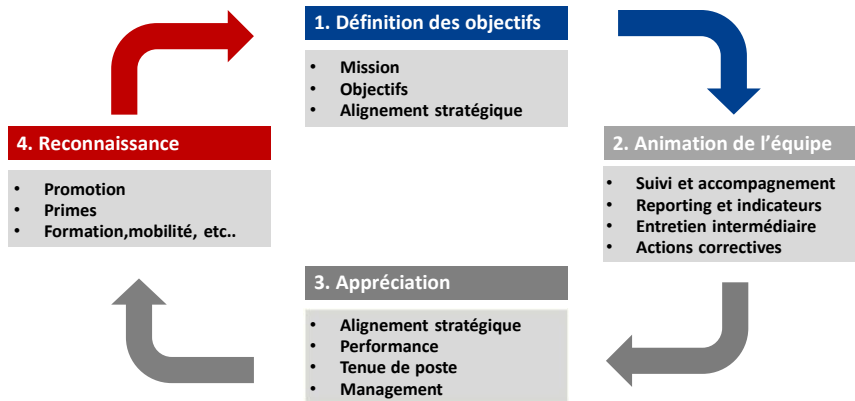 1. Définition des objectifs
• Mission
• Objectifs
• Alignement stratégique
2. Animation de l’équipe
• Suivi et accompagnement
• Reporting et indicateurs
• Entretien intermédiaire
• Actions correctives
3. Appréciation
• Alignement stratégique
• Performance
• Tenue de poste
• Management
4. Reconnaissance
• Promotion
• Primes
• Formation,mobilité, etc..